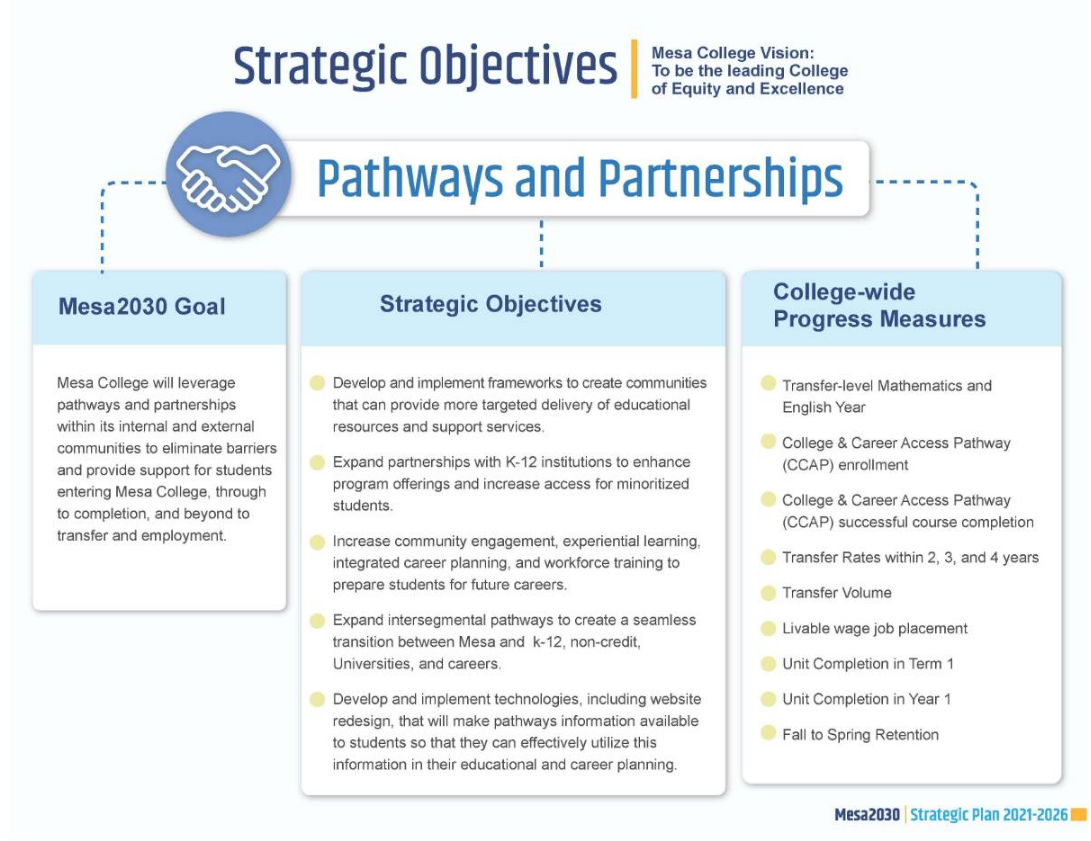 Strategic Objectives
Mesa College Vision:
To be the leading College
of Equity and Excellence
Pathways and Partnerships
Mesa2030 Goal
Mesa College will leverage
pathways and partnerships
within its internal and external
communities to eliminate barriers
and provide support for students
entering Mesa College, through
to completion, and beyond to
transfer and employment.
Strategic Objectives
Develop and implement frameworks to create communities
that can provide more targeted delivery of educational
resources and support services.
Expand partnerships with K-12 institutions to enhance
program offerings and increase access for minoritized
students.
Increase community engagement, experiential learning,
integrated career planning, and workforce training to
prepare students for future careers.
Expand intersegmental pathways to create a seamless
transition between Mesa and k-12, non-credit,
Universities, and careers.
Develop and implement technologies, including website
redesign, that will make pathways information available
to students so that they can effectively utilize this
information in their educational and career planning.
College-wide
Progress Measures
Transfer-level Mathematics and
English Year
College & Career Access Pathway
(CCAP) enrollment
College & Career Access Pathway
(CCAP) successful course completion
Transfer Rates within 2, 3, and 4 years
Transfer Volume
Livable wage job placement
Unit Completion in Term 1
Unit Completion in Year 1
Fall to Spring Retention
Mesa2030 | Strategic Plan 2021-2026